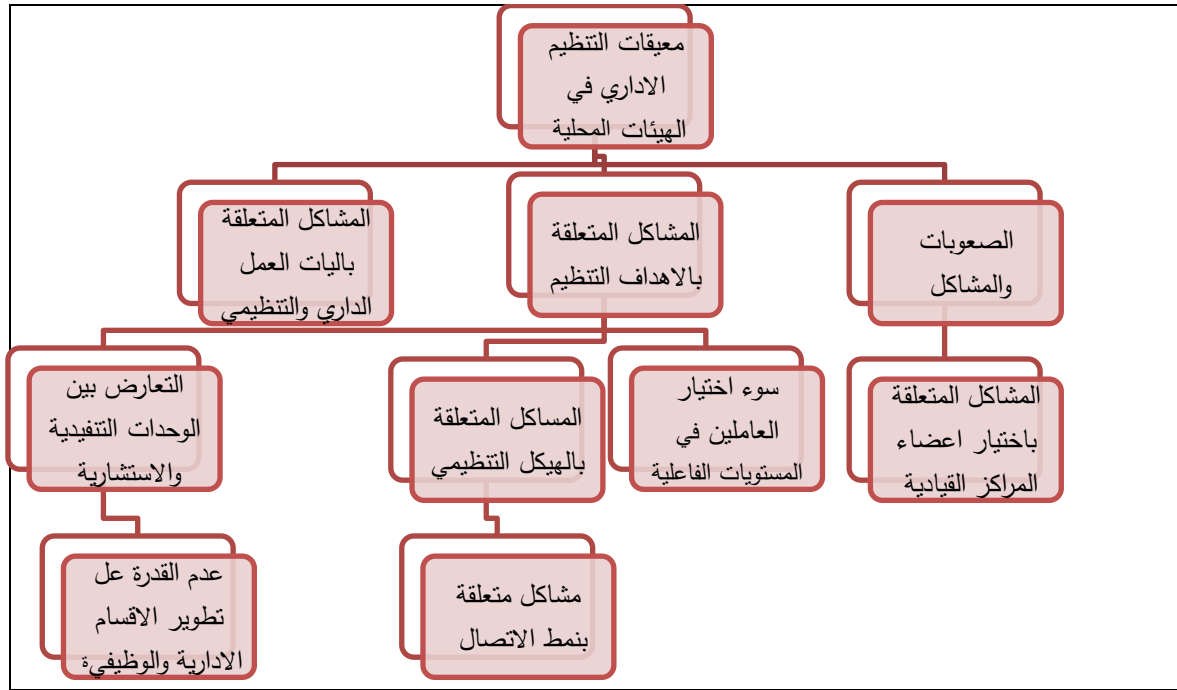 معيقات التنظيم
الاداري في
الهيئات المحلية
الصعوبات
والمشاكل
المشاكل المتعلقة
بالاهداف التنظيم
المشاكل المتعلقة
باليات العمل
الداري والتنظيمي
المشاكل المتعلقة
باختيار اعضاء
المراكز القيادية
سوء اختيار
العاملين في
المستويات الفاعلية
المساكل المتعلقة
بالهيكل التنظيمي
التعارض بين
الوحدات التنفيدية
والاستشارية
مشاكل متعلقة
بنمط الاتصال
عدم القدرة عل
تطوير الاقسام
الادارية والوظيفية